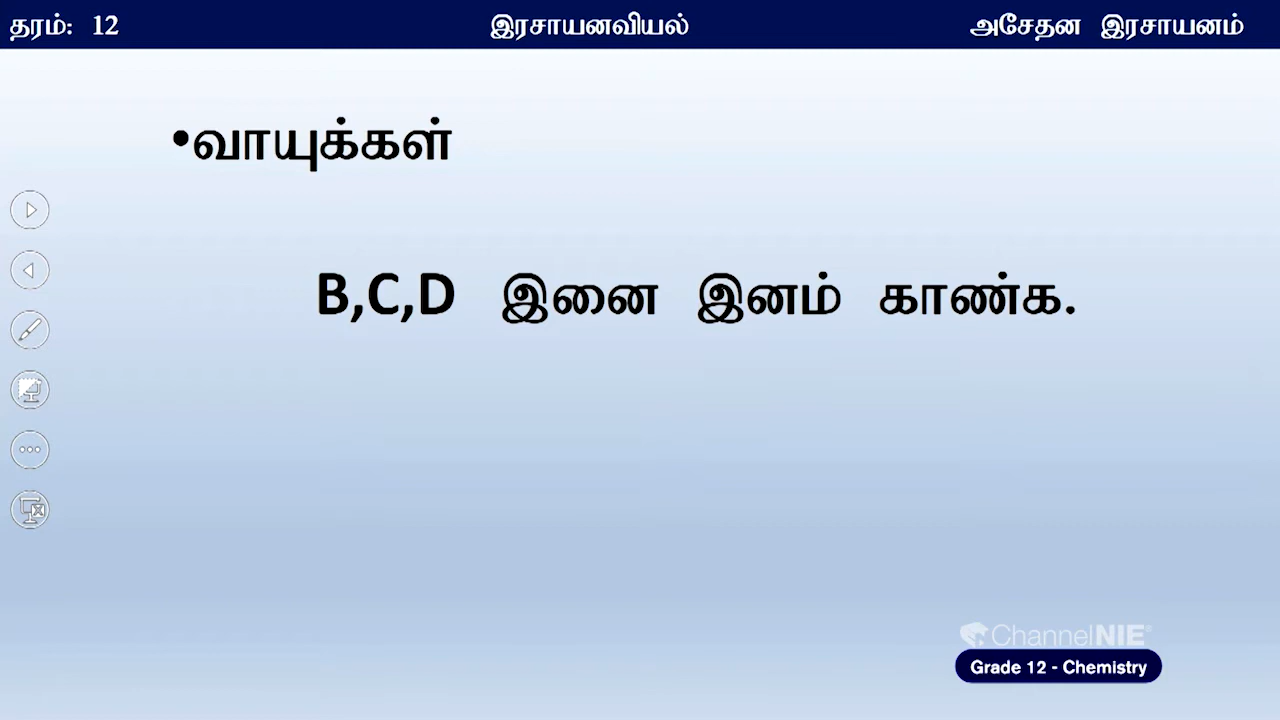 தரம்: 12 இரசாயனவியல் அசேதன இரசாயனம்
•வாயுக்கள்
B,C,D இனை இனம் காண்க.
ChannelNIE
Grade 12 - Chemistry